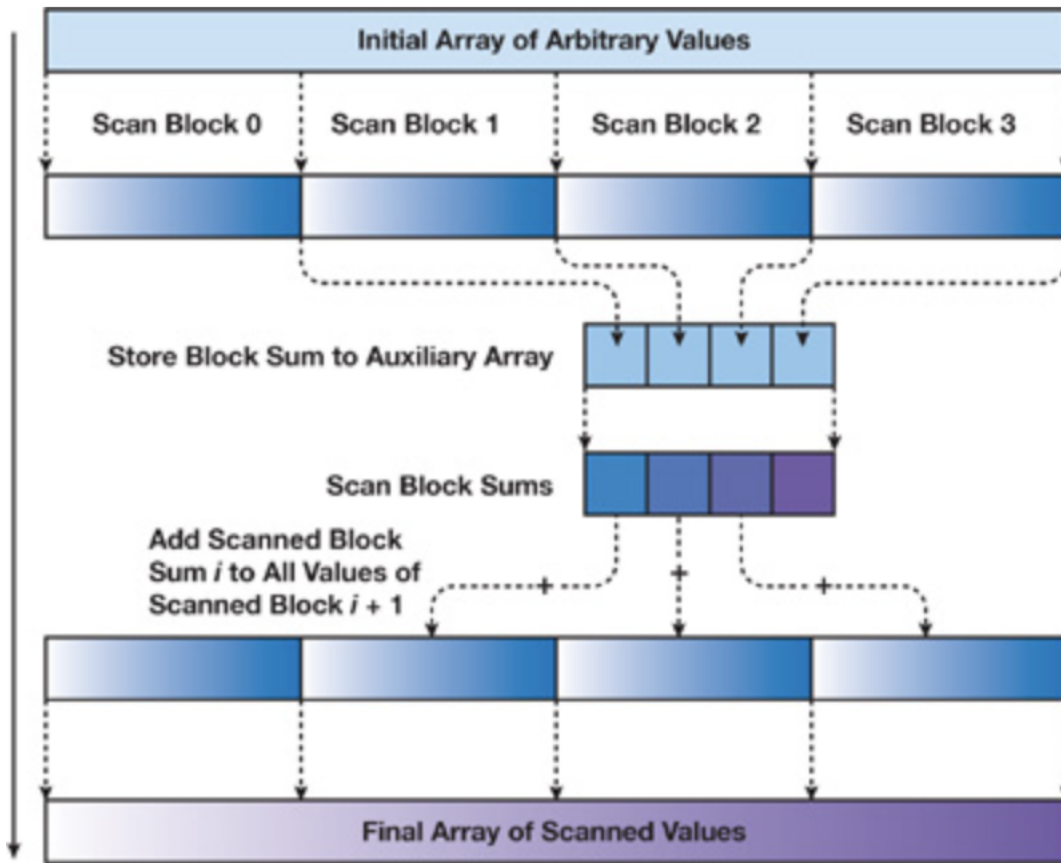 Initial Array of Arbitrary Values
Scan Block 0
Scan Block 1
Scan Block 2
Scan Block 3
Store Block Sum to Auxiliary Array
Scan Block Sums
Add Scanned Block
Sum i to All Values of
Scanned Block i + 1
+
+
+
Final Array of Scanned Values